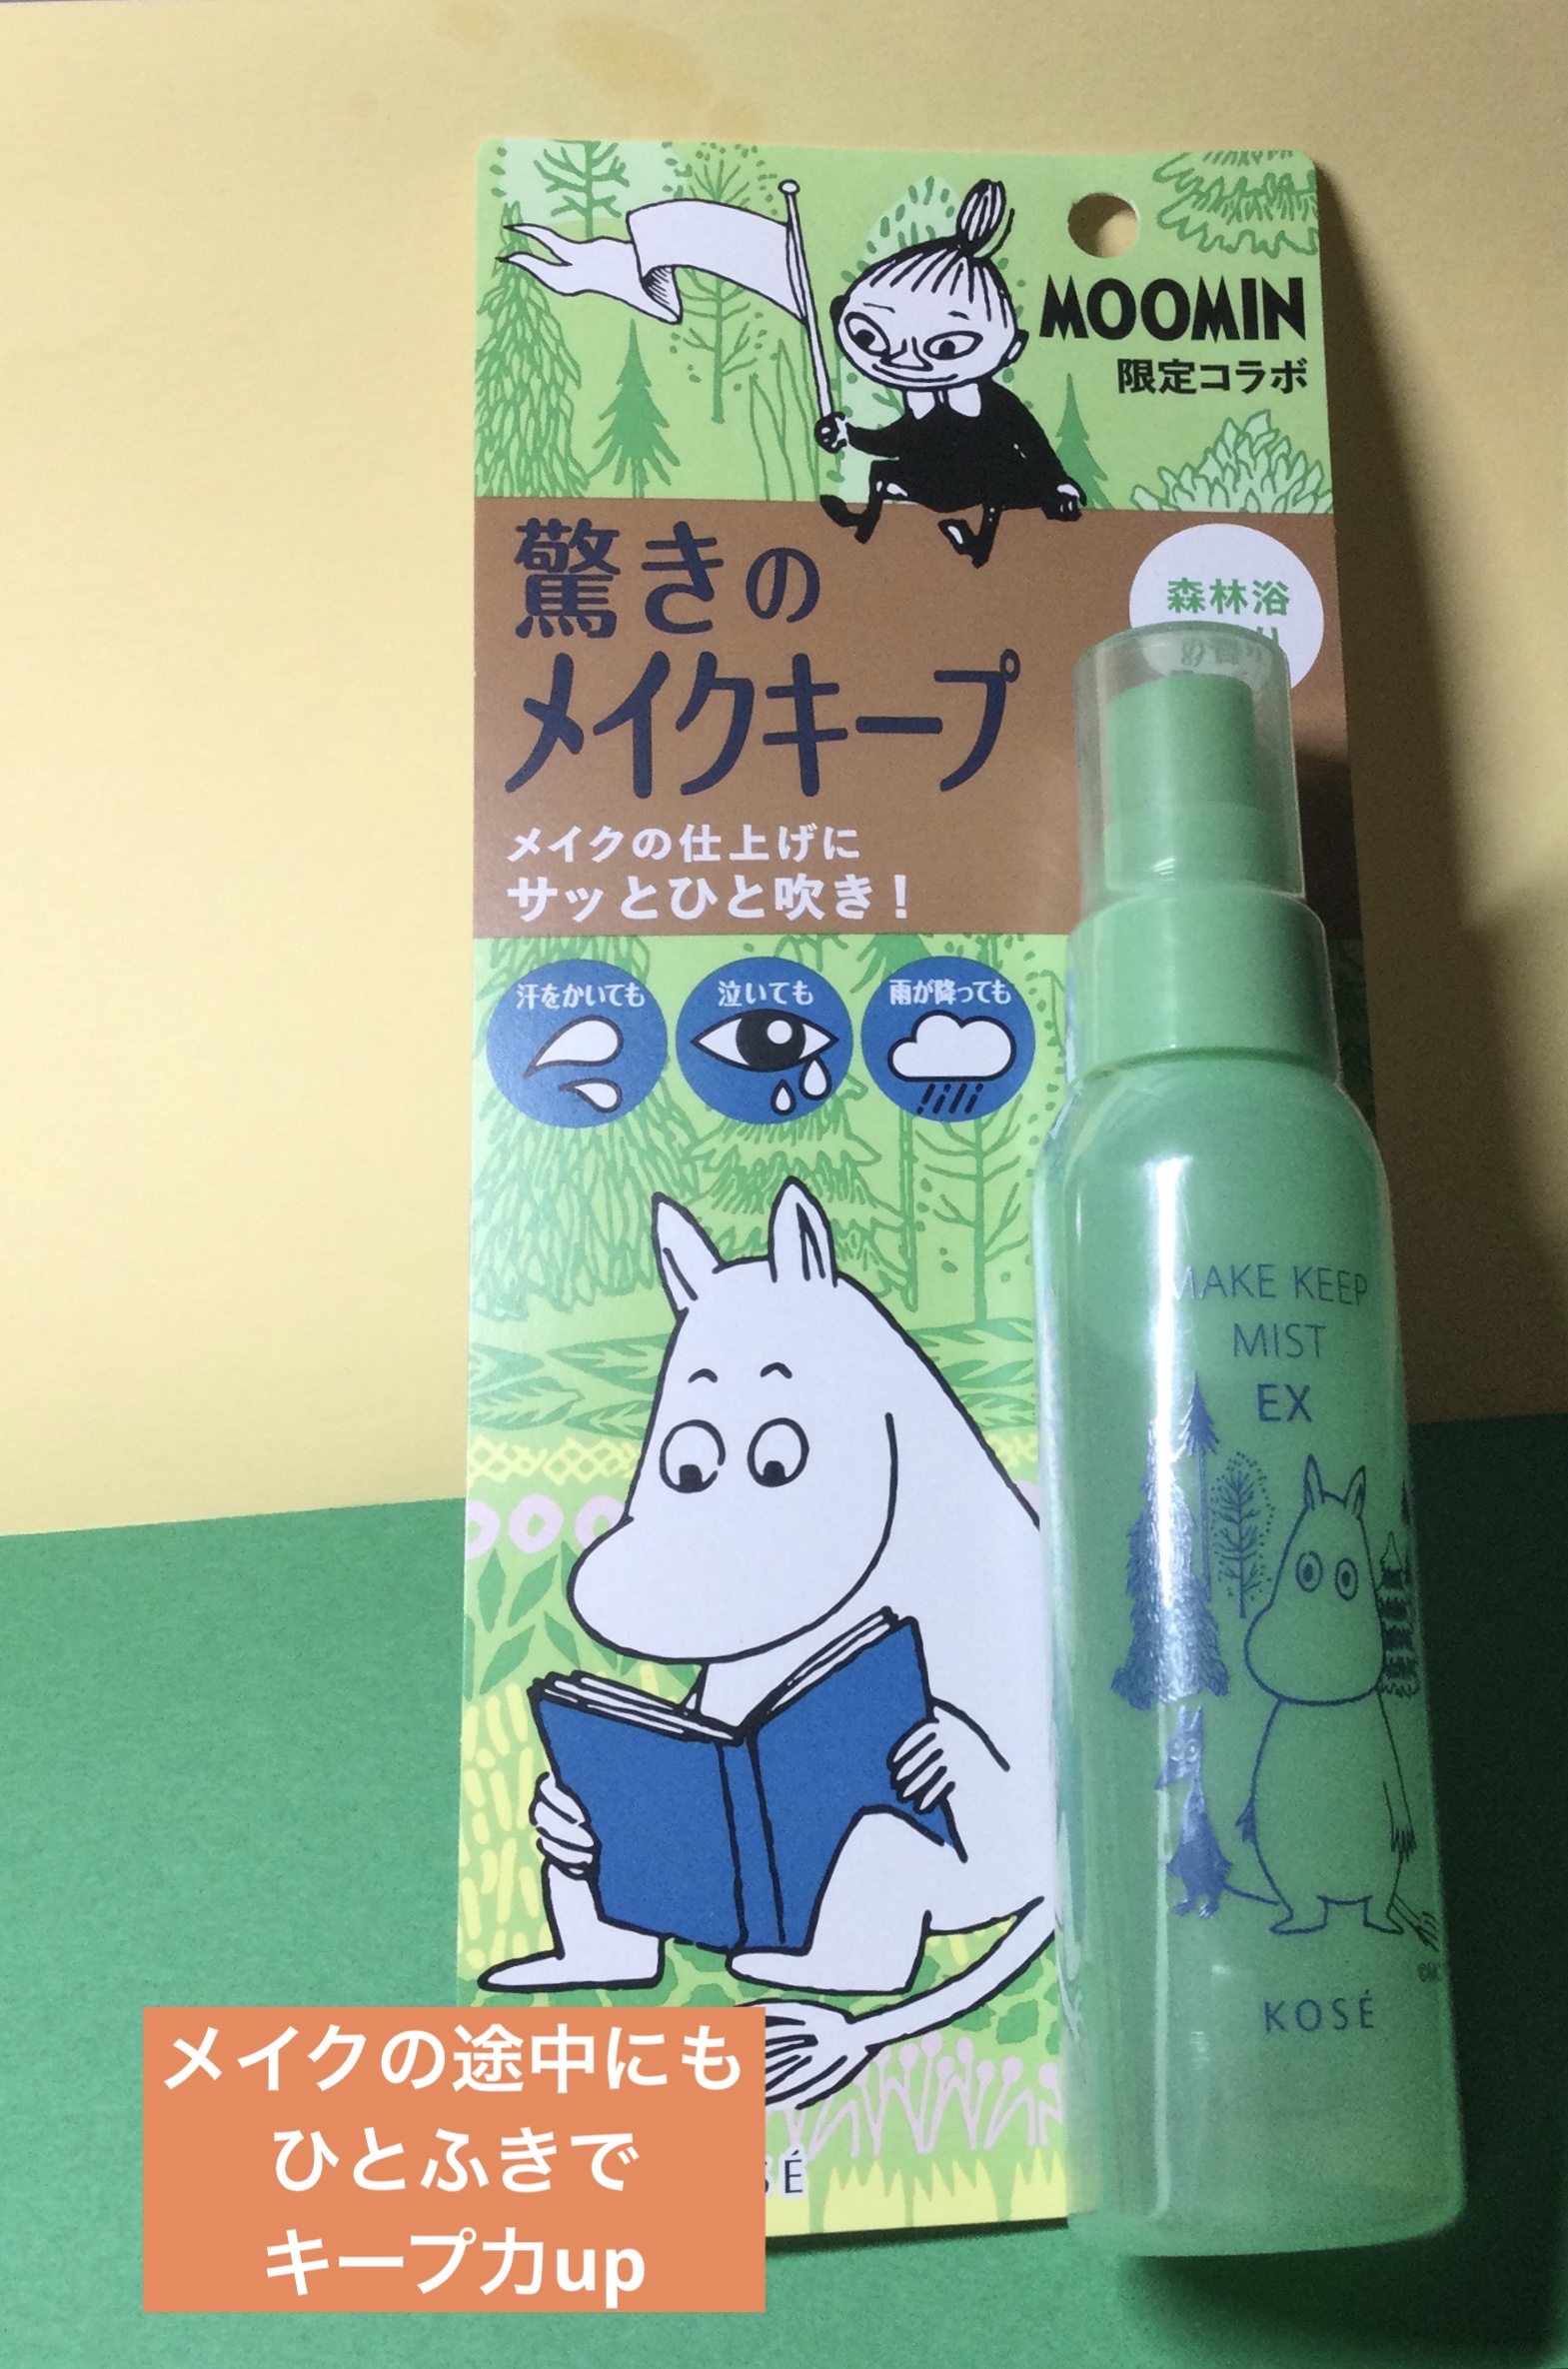 MOOMIN
限定コラボ
驚きの
メイクキープ
森林浴
の香り
メイクの仕上げに
サッとひと吹き！
汗をかいても
泣いても
雨が降っても
MAKE KEEP
MIST
EX
KOSÉ
メイクの途中にも
ひとふきで
キープ力up